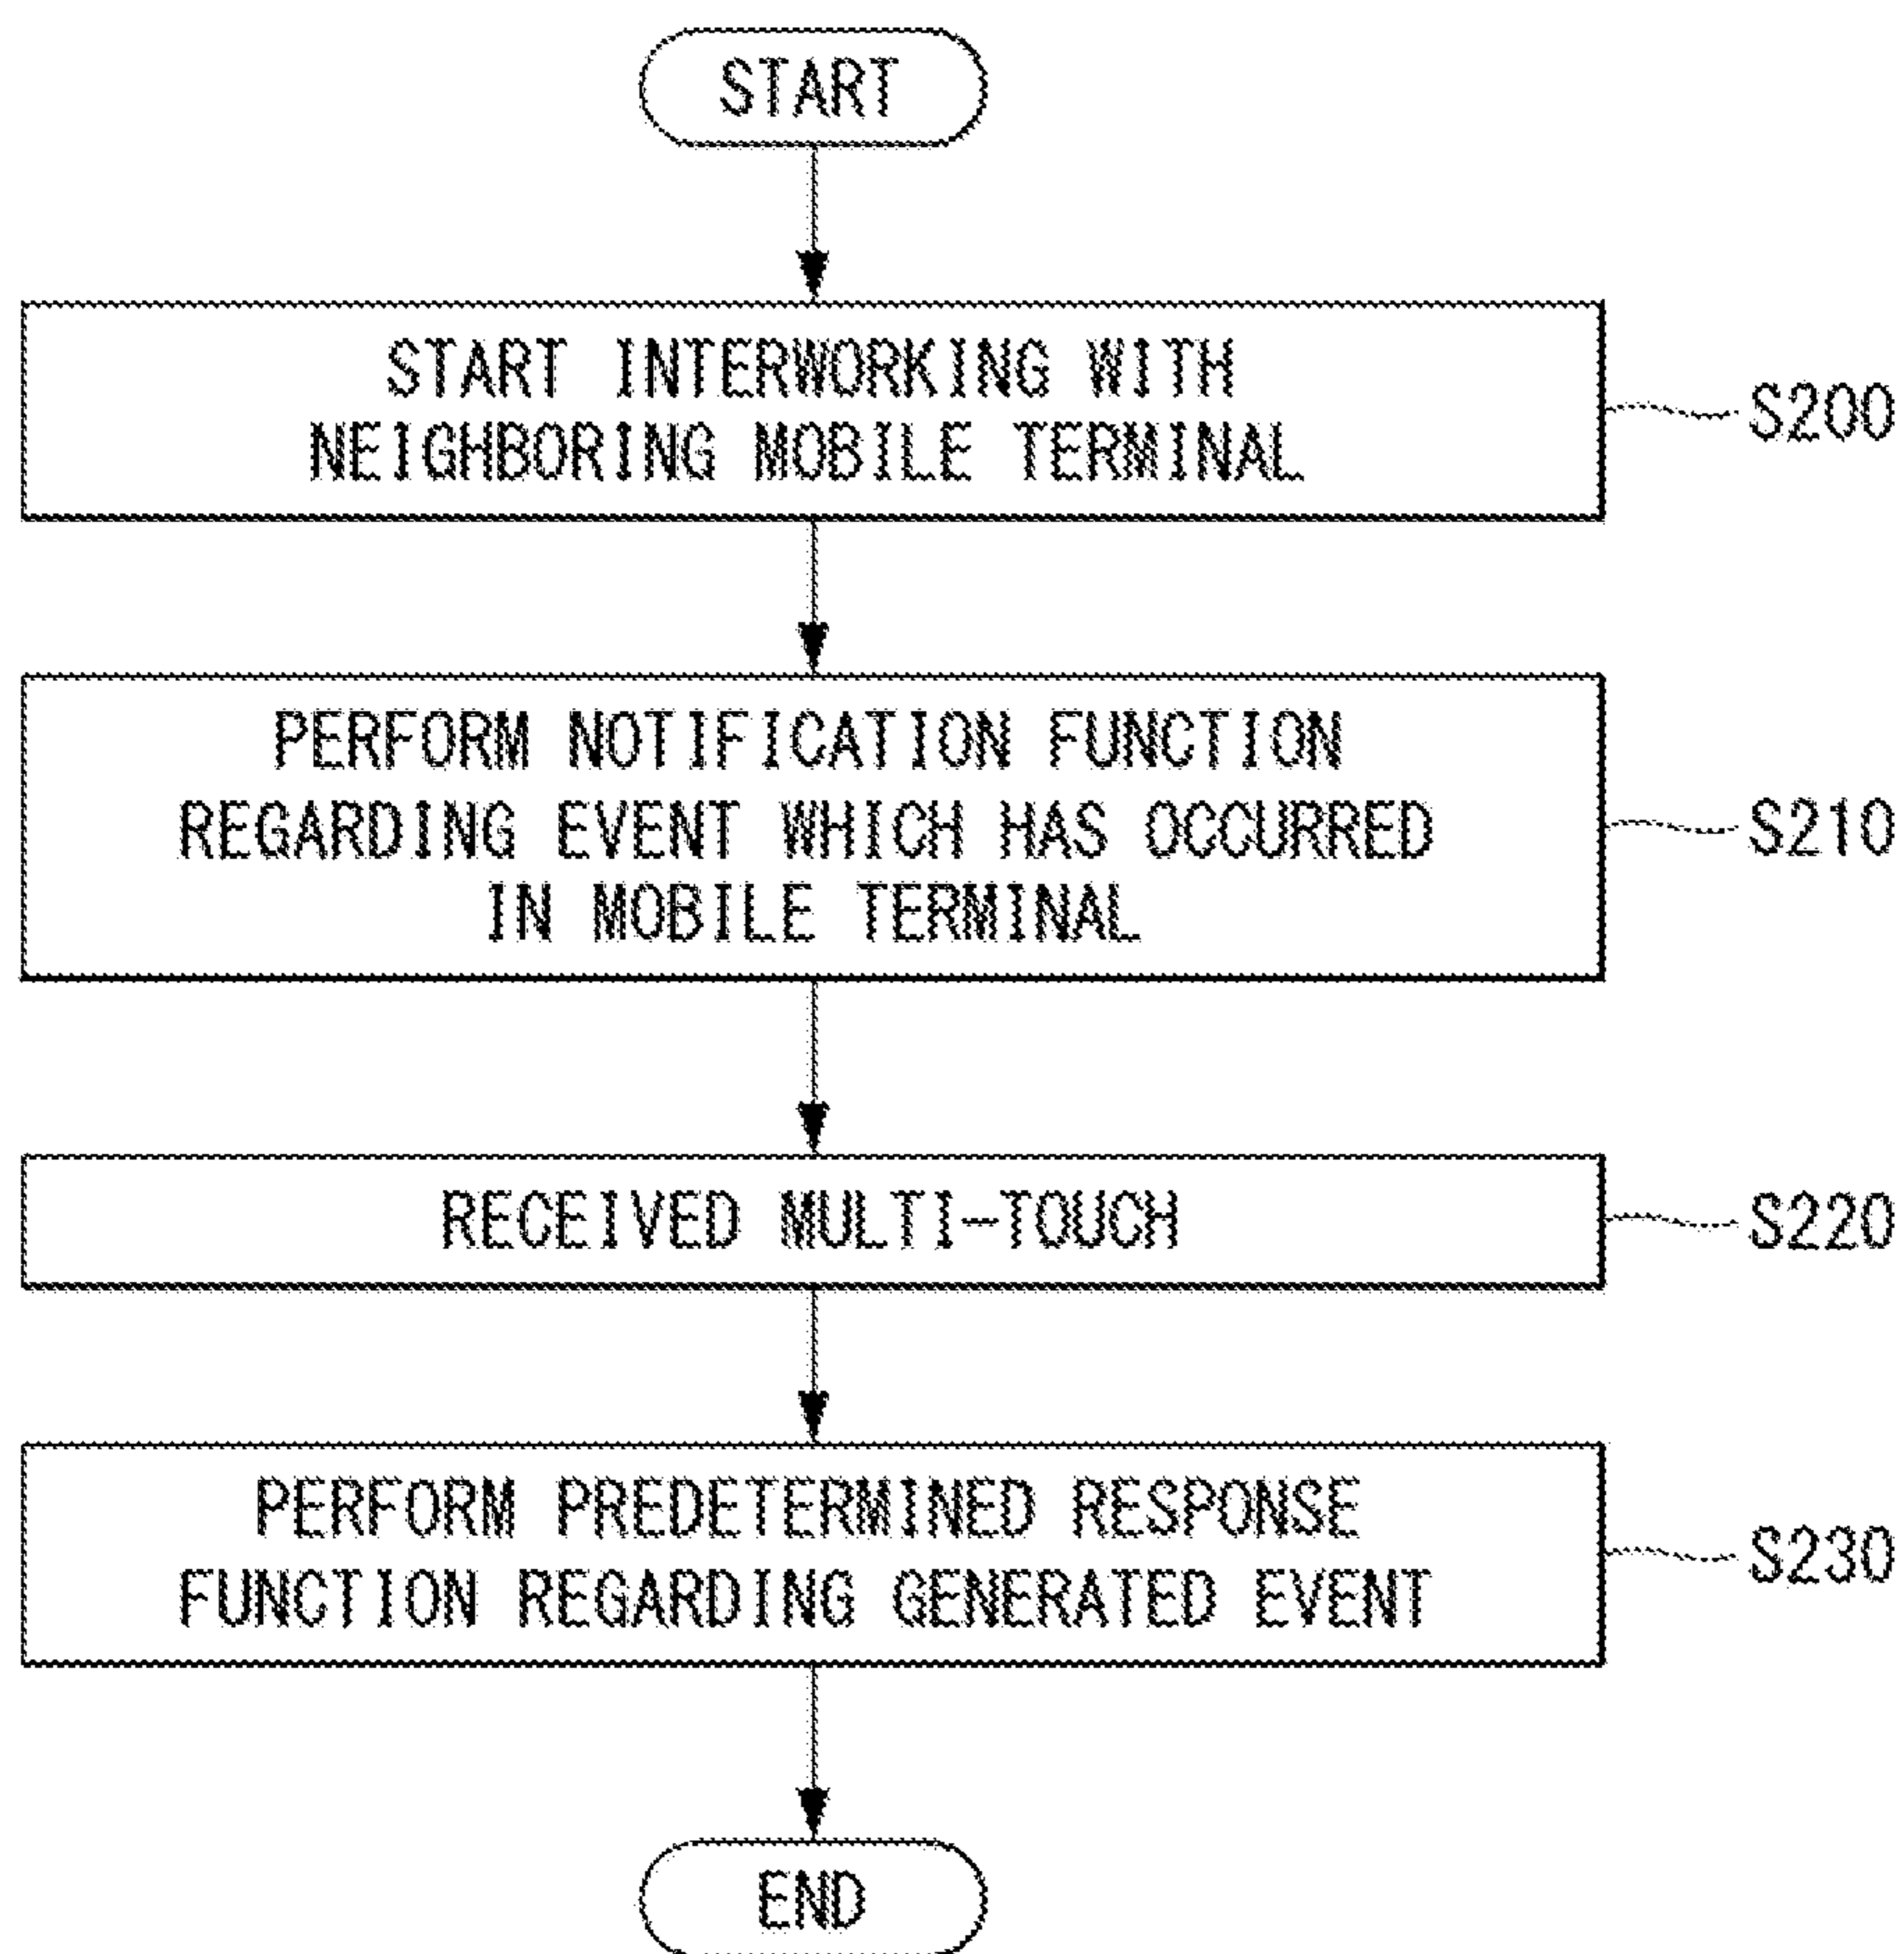 START
START INTERWORKING WITH
NEIGHBORING MOBILE TERMINAL
S200
PERFORM NOTIFICATION FUNCTION
REGARDING EVENT WHICH HAS OCCURRED
IN MOBILE TERMINAL
S210
RECEIVED MULTI-TOUCH
S220
PERFORM PREDETERMINED RESPONSE
FUNCTION REGARDING GENERATED EVENT
S230
END